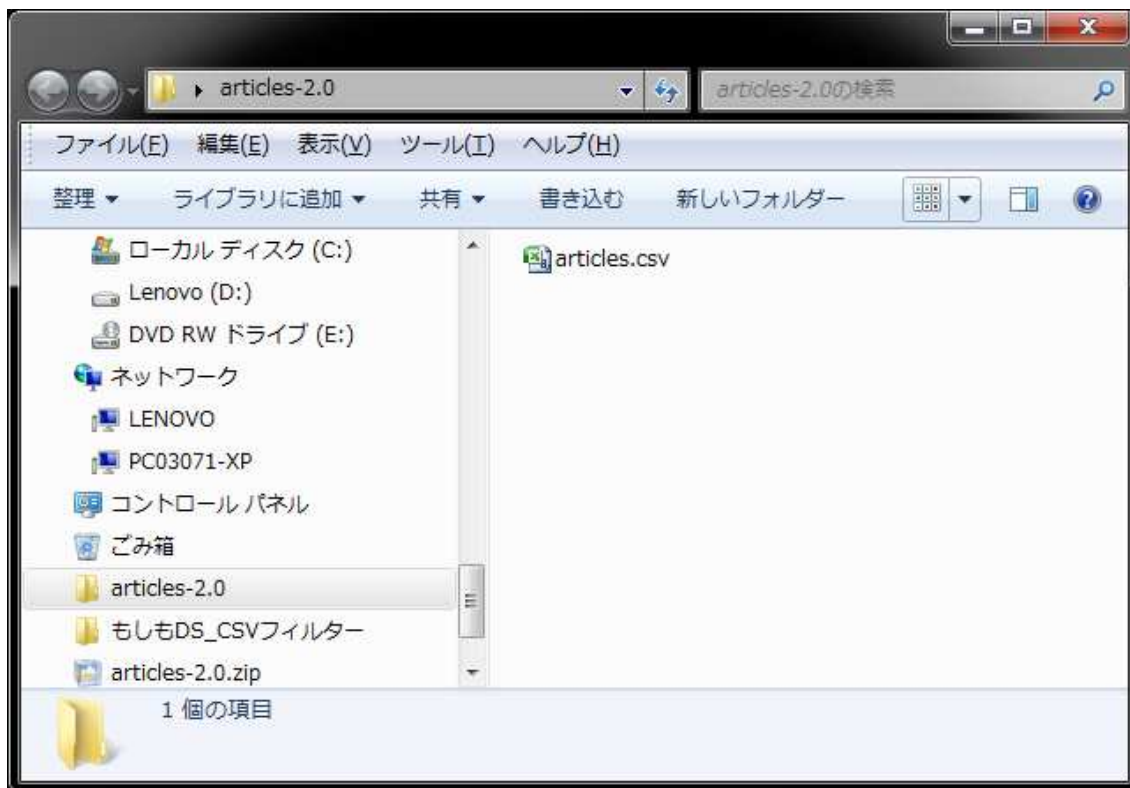 articles-2.0
articles-2.0の検索
ファイル(F) 編集(E) 表示(V) ツール(T) ヘルプ(H)
整理 ライブラリに追加 共有 書き込む 新しいフォルダー
ローカル ディスク (C:)
Lenovo (D:)
DVD RW ドライブ (E:)
ネットワーク
LENOVO
PC03071-XP
コントロール パネル
ごみ箱
articles-2.0
もしもDS_CSVフィルター
articles-2.0.zip
articles.csv
1 個の項目